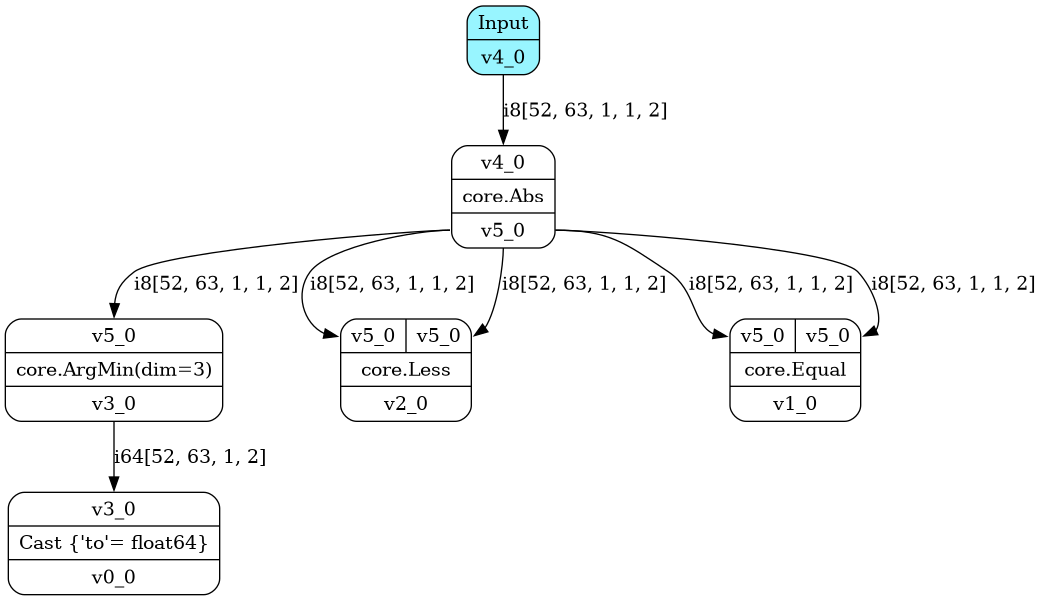 Input
v4_0
i8[52, 63, 1, 1, 2]
v4_0
core.Abs
v5_0
i8[52, 63, 1, 1, 2]
i8[52, 63, 1, 1, 2]
i8[52, 63, 1, 1, 2]
i8[52, 63, 1, 1, 2]
i8[52, 63, 1, 1, 2]
v5_0
core.ArgMin(dim=3)
v3_0
v5_0 v5_0
core.Less
v2_0
v5_0 v5_0
core.Equal
v1_0
i64[52, 63, 1, 2]
v3_0
Cast {'to'= float64}
v0_0